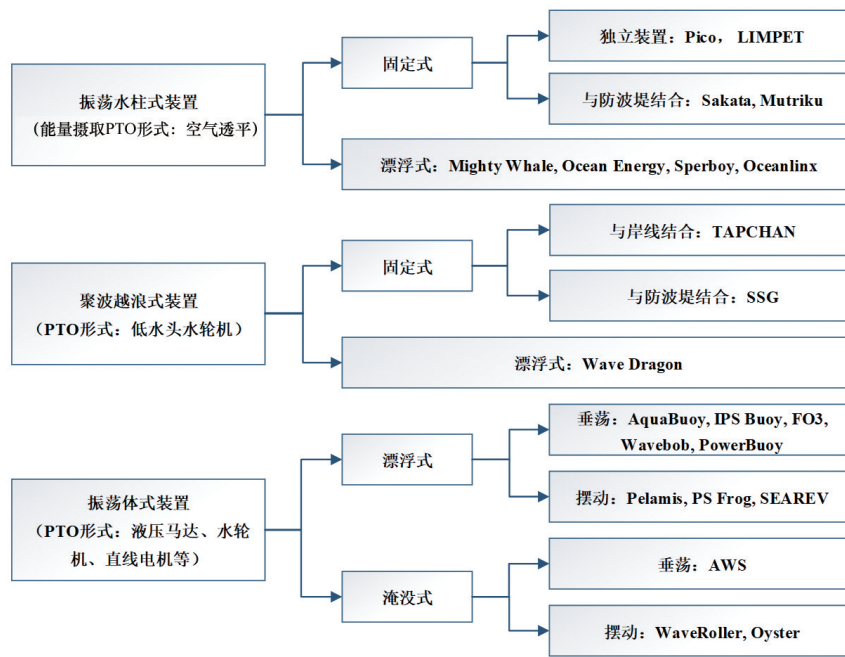 振荡水柱式装置
(能量摄取PTO形式：空气透平)
固定式
独立装置：Pico， LIMPET
与防波堤结合：Sakata, Mutriku
漂浮式：Mighty Whale, Ocean Energy, Sperboy, Oceanlinx
聚波越浪式装置
（PTO形式：低水头水轮机）
固定式
与岸线结合：TAPCHAN
与防波堤结合：SSG
漂浮式：Wave Dragon
振荡体式装置
（PTO形式：液压马达、水轮
机、直线电机等）
漂浮式
垂荡：AquaBuoy, IPS Buoy, FO3,
Wavebob, PowerBuoy
摆动：Pelamis, PS Frog, SEAREV
淹没式
垂荡：AWS
摆动：WaveRoller, Oyster